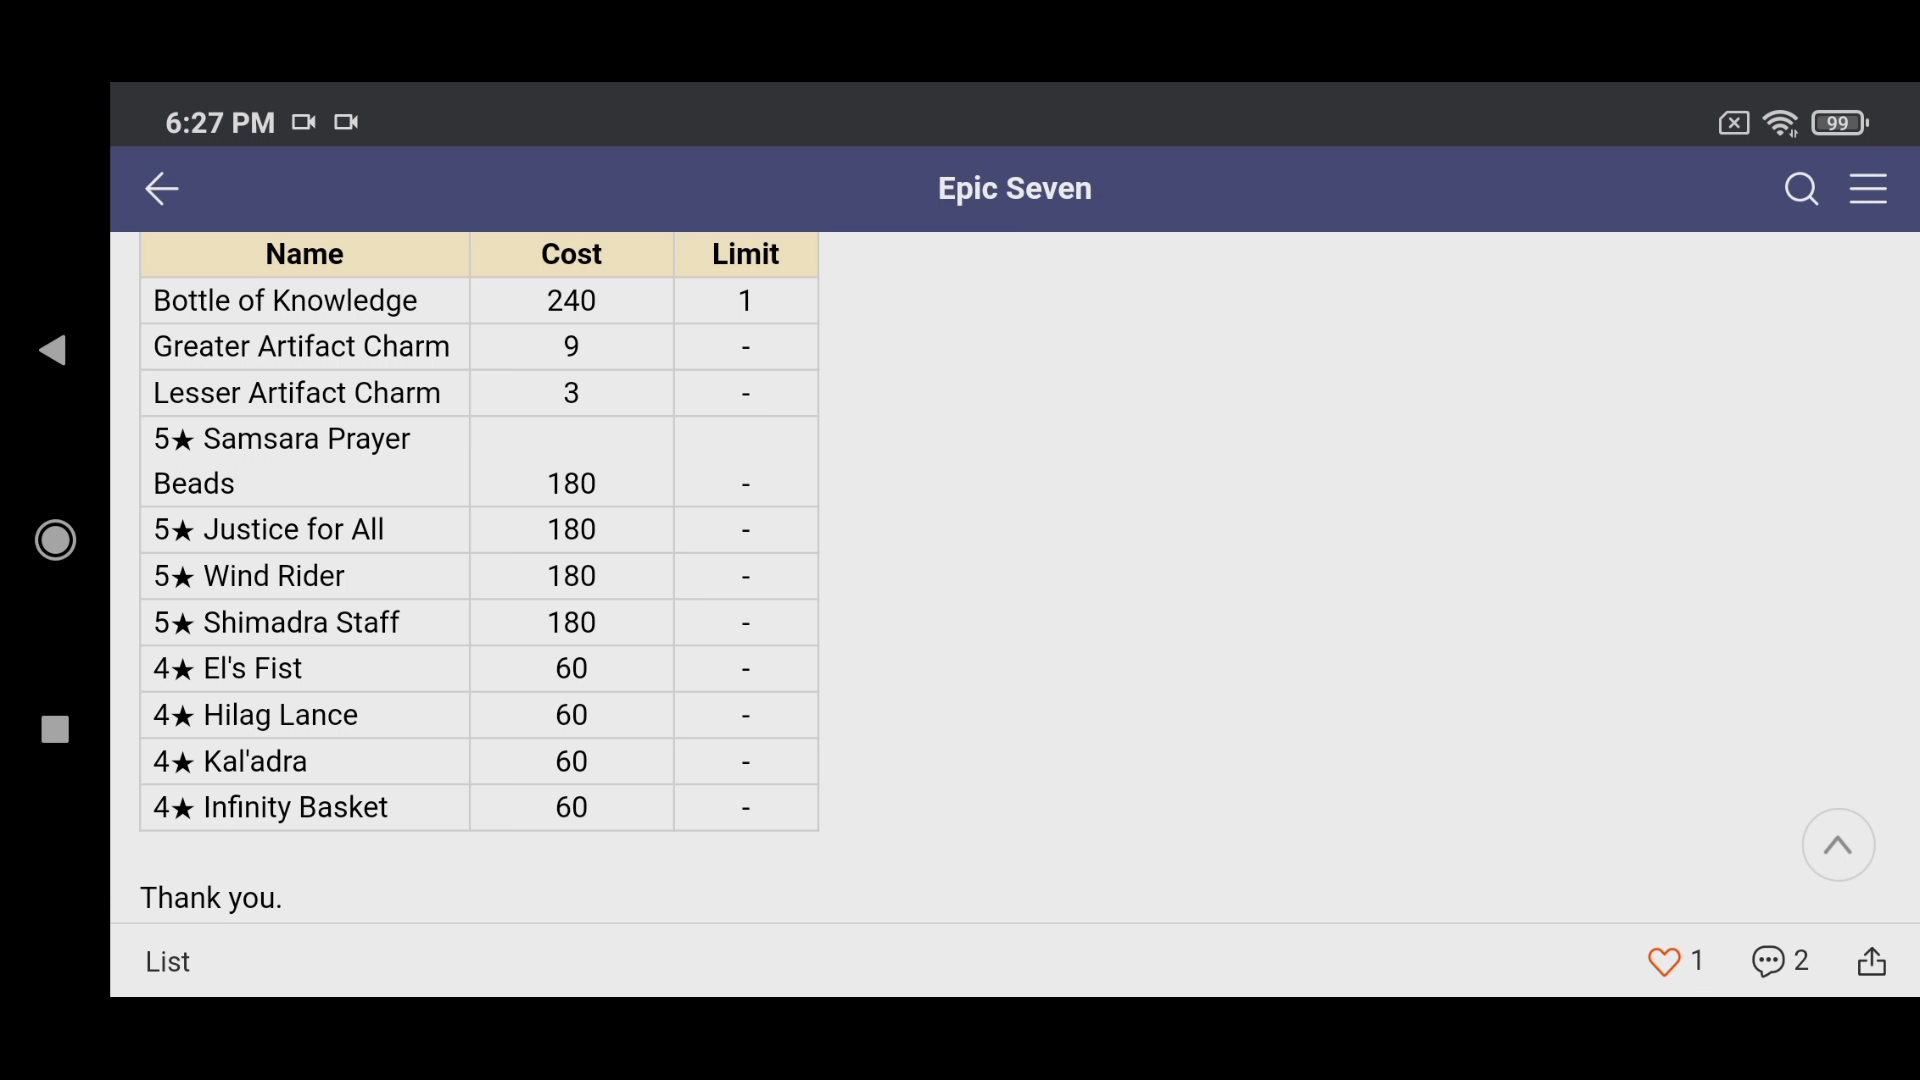 6:27 PM
99
Epic Seven
Name Cost Limit
Bottle of Knowledge 240 1
Greater Artifact Charm 9 -
Lesser Artifact Charm 3 -
5★ Samsara Prayer
Beads 180 -
5★ Justice for All 180 -
5★ Wind Rider 180 -
5★ Shimadra Staff 180 -
4★ El's Fist 60 -
4★ Hilag Lance 60 -
4★ Kal'adra 60 -
4★ Infinity Basket 60 -
Thank you.
List 1 2